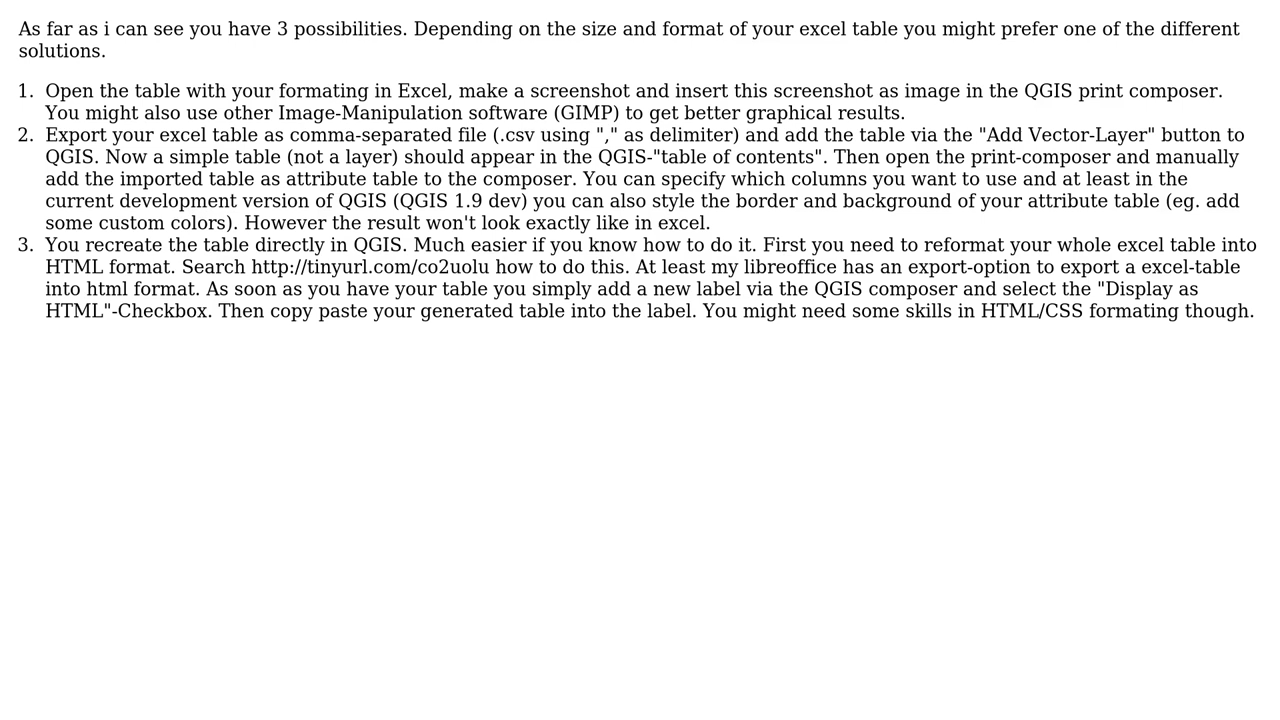 As far as i can see you have 3 possibilities. Depending on the size and format of your excel table you might prefer one of the different
solutions.
1. Open the table with your formating in Excel, make a screenshot and insert this screenshot as image in the QGIS print composer.
You might also use other Image-Manipulation software (GIMP) to get better graphical results.
2. Export your excel table as comma-separated file (.csv using "," as delimiter) and add the table via the "Add Vector-Layer" button to
QGIS. Now a simple table (not a layer) should appear in the QGIS-"table of contents". Then open the print-composer and manually
add the imported table as attribute table to the composer. You can specify which columns you want to use and at least in the
current development version of QGIS (QGIS 1.9 dev) you can also style the border and background of your attribute table (eg. add
some custom colors). However the result won't look exactly like in excel.
3. You recreate the table directly in QGIS. Much easier if you know how to do it. First you need to reformat your whole excel table into
HTML format. Search http://tinyurl.com/co2uolu how to do this. At least my libreoffice has an export-option to export a excel-table
into html format. As soon as you have your table you simply add a new label via the QGIS composer and select the "Display as
HTML"-Checkbox. Then copy paste your generated table into the label. You might need some skills in HTML/CSS formating though.